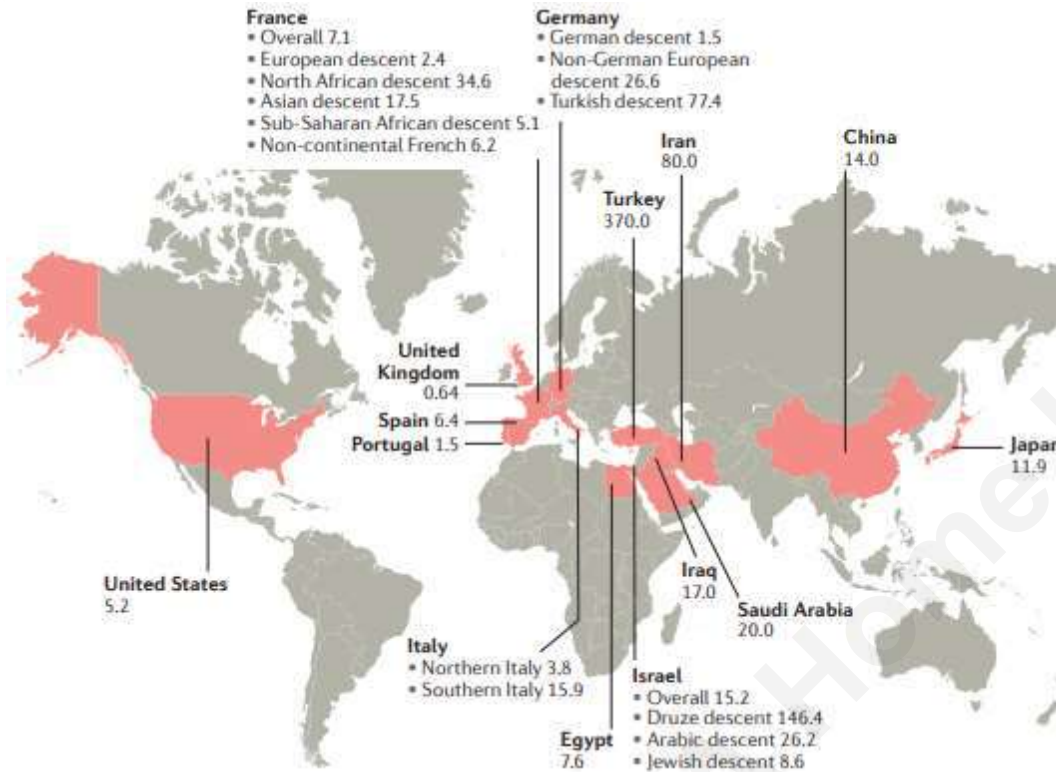 France
• Overall 7.1
• European descent 2.4
• North African descent 34.6
• Asian descent 17.5
• Sub-Saharan African descent 5.1
• Non-continental French 6.2
Germany
• German descent 1.5
• Non-German European
descent 26.6
• Turkish descent 77.4
Iran
80.0
China
14.0
Turkey
370.0
United
Kingdom
0.64
Spain 6.4
Portugal 1.5
Japan
11.9
United States
5.2
Iraq
17.0
Saudi Arabia
20.0
Italy
• Northern Italy 3.8
• Southern Italy 15.9
Egypt
7.6
Israel
• Overall 15.2
• Druze descent 146.4
• Arabic descent 26.2
• Jewish descent 8.6
Home